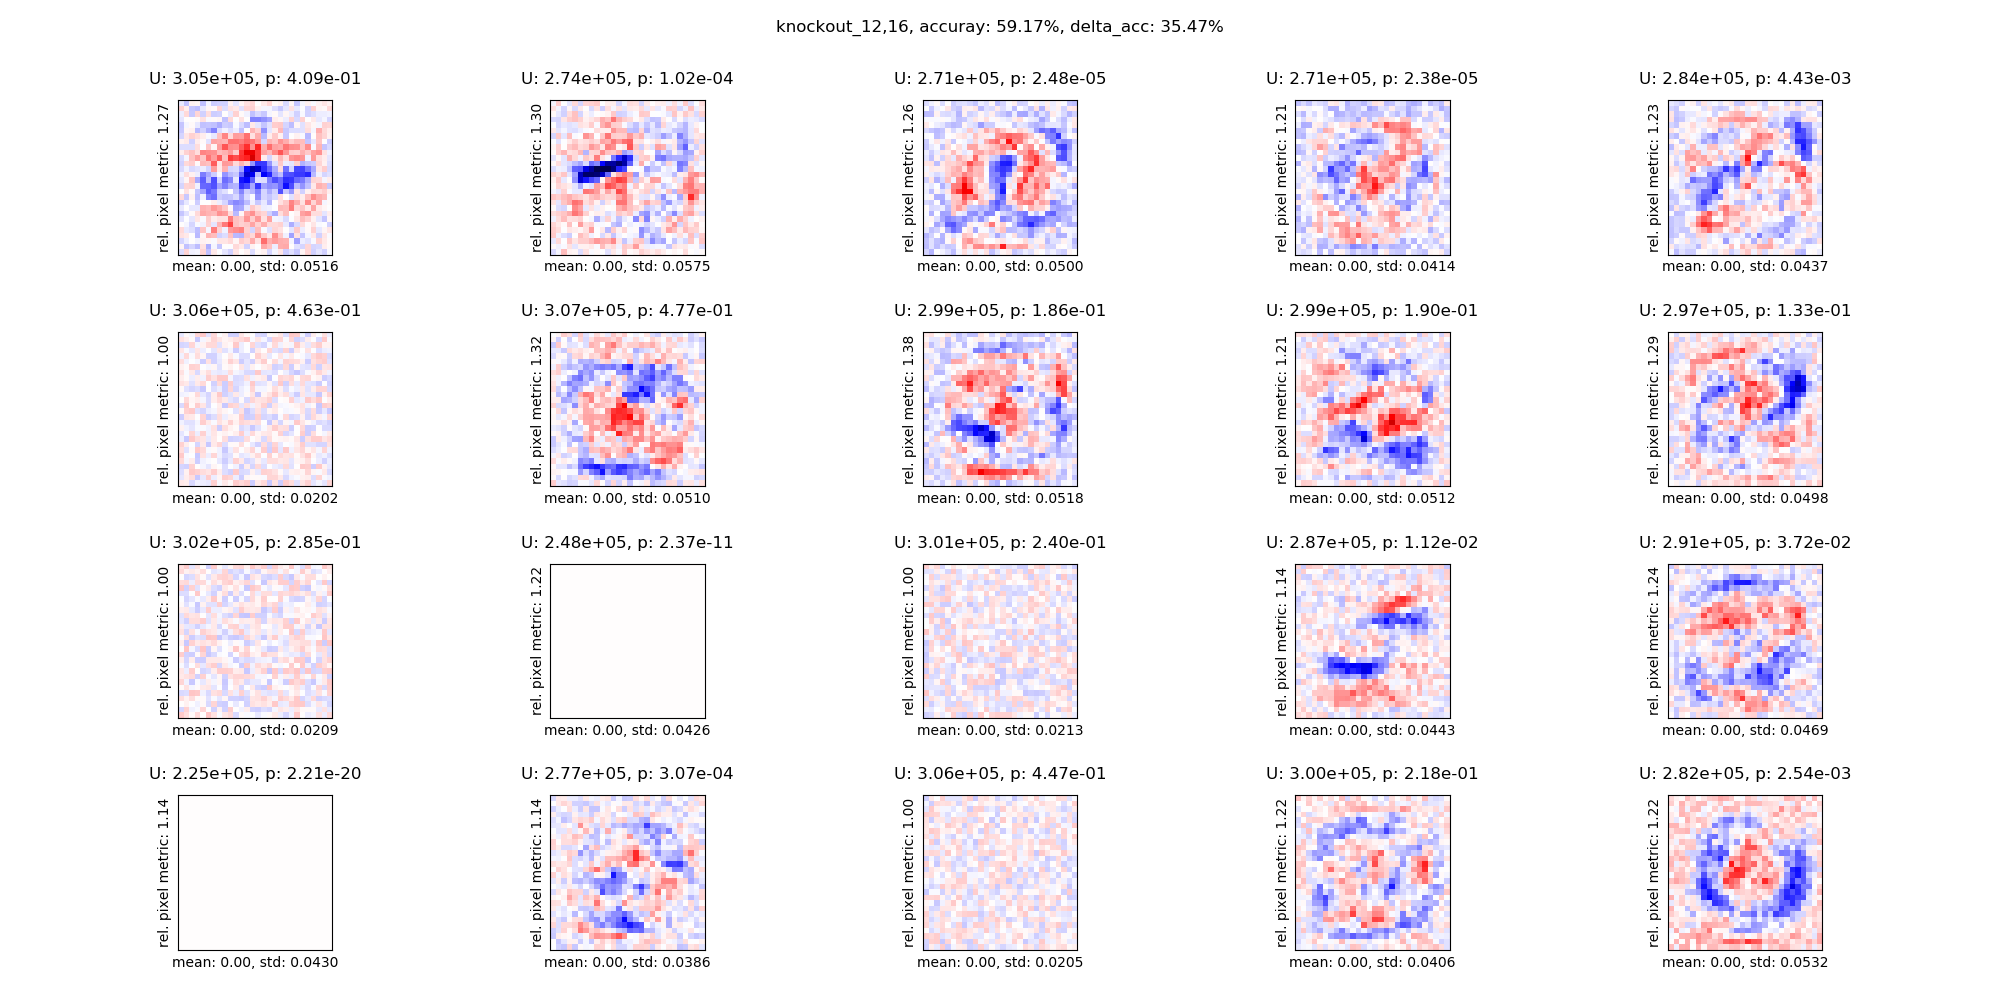 knockout_12,16, accuray: 59.17%, delta_acc: 35.47%
U: 3.05e+05, p: 4.09e-01
rel. pixel metric: 1.27
mean: 0.00, std: 0.0516
U: 2.74e+05, p: 1.02e-04
rel. pixel metric: 1.30
mean: 0.00, std: 0.0575
U: 2.71e+05, p: 2.48e-05
rel. pixel metric: 1.26
mean: 0.00, std: 0.0500
U: 2.71e+05, p: 2.38e-05
rel. pixel metric: 1.21
mean: 0.00, std: 0.0414
U: 2.84e+05, p: 4.43e-03
rel. pixel metric: 1.23
mean: 0.00, std: 0.0437
U: 3.06e+05, p: 4.63e-01
rel. pixel metric: 1.00
mean: 0.00, std: 0.0202
U: 3.07e+05, p: 4.77e-01
rel. pixel metric: 1.32
mean: 0.00, std: 0.0510
U: 2.99e+05, p: 1.86e-01
rel. pixel metric: 1.38
mean: 0.00, std: 0.0518
U: 2.99e+05, p: 1.90e-01
rel. pixel metric: 1.21
mean: 0.00, std: 0.0512
U: 2.97e+05, p: 1.33e-01
rel. pixel metric: 1.29
mean: 0.00, std: 0.0498
U: 3.02e+05, p: 2.85e-01
rel. pixel metric: 1.00
mean: 0.00, std: 0.0209
U: 2.48e+05, p: 2.37e-11
rel. pixel metric: 1.22
mean: 0.00, std: 0.0426
U: 3.01e+05, p: 2.40e-01
rel. pixel metric: 1.00
mean: 0.00, std: 0.0213
U: 2.87e+05, p: 1.12e-02
rel. pixel metric: 1.14
mean: 0.00, std: 0.0443
U: 2.91e+05, p: 3.72e-02
rel. pixel metric: 1.24
mean: 0.00, std: 0.0469
U: 2.25e+05, p: 2.21e-20
rel. pixel metric: 1.14
mean: 0.00, std: 0.0430
U: 2.77e+05, p: 3.07e-04
rel. pixel metric: 1.14
mean: 0.00, std: 0.0386
U: 3.06e+05, p: 4.47e-01
rel. pixel metric: 1.00
mean: 0.00, std: 0.0205
U: 3.00e+05, p: 2.18e-01
rel. pixel metric: 1.22
mean: 0.00, std: 0.0406
U: 2.82e+05, p: 2.54e-03
rel. pixel metric: 1.22
mean: 0.00, std: 0.0532